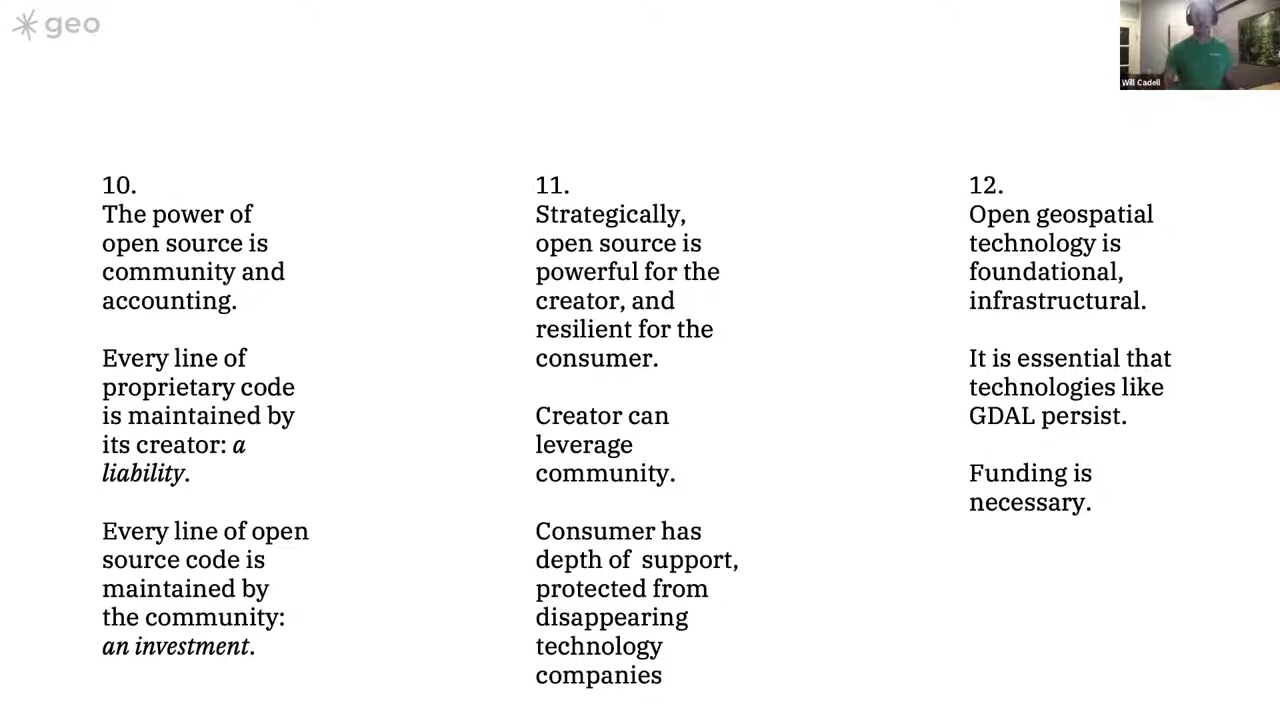 geo
Will Cadell
10.
The power of
open source is
community and
accounting.
Every line of
proprietary code
is maintained by
its creator: a
liability.
Every line of open
source code is
maintained by
the community:
an investment.
11.
Strategically,
open source is
powerful for the
creator, and
resilient for the
consumer.
Creator can
leverage
community.
Consumer has
depth of  support,
protected from
disappearing
technology
companies
12.
Open geospatial
technology is
foundational,
infrastructural.
It is essential that
technologies like
GDAL persist.
Funding is
necessary.